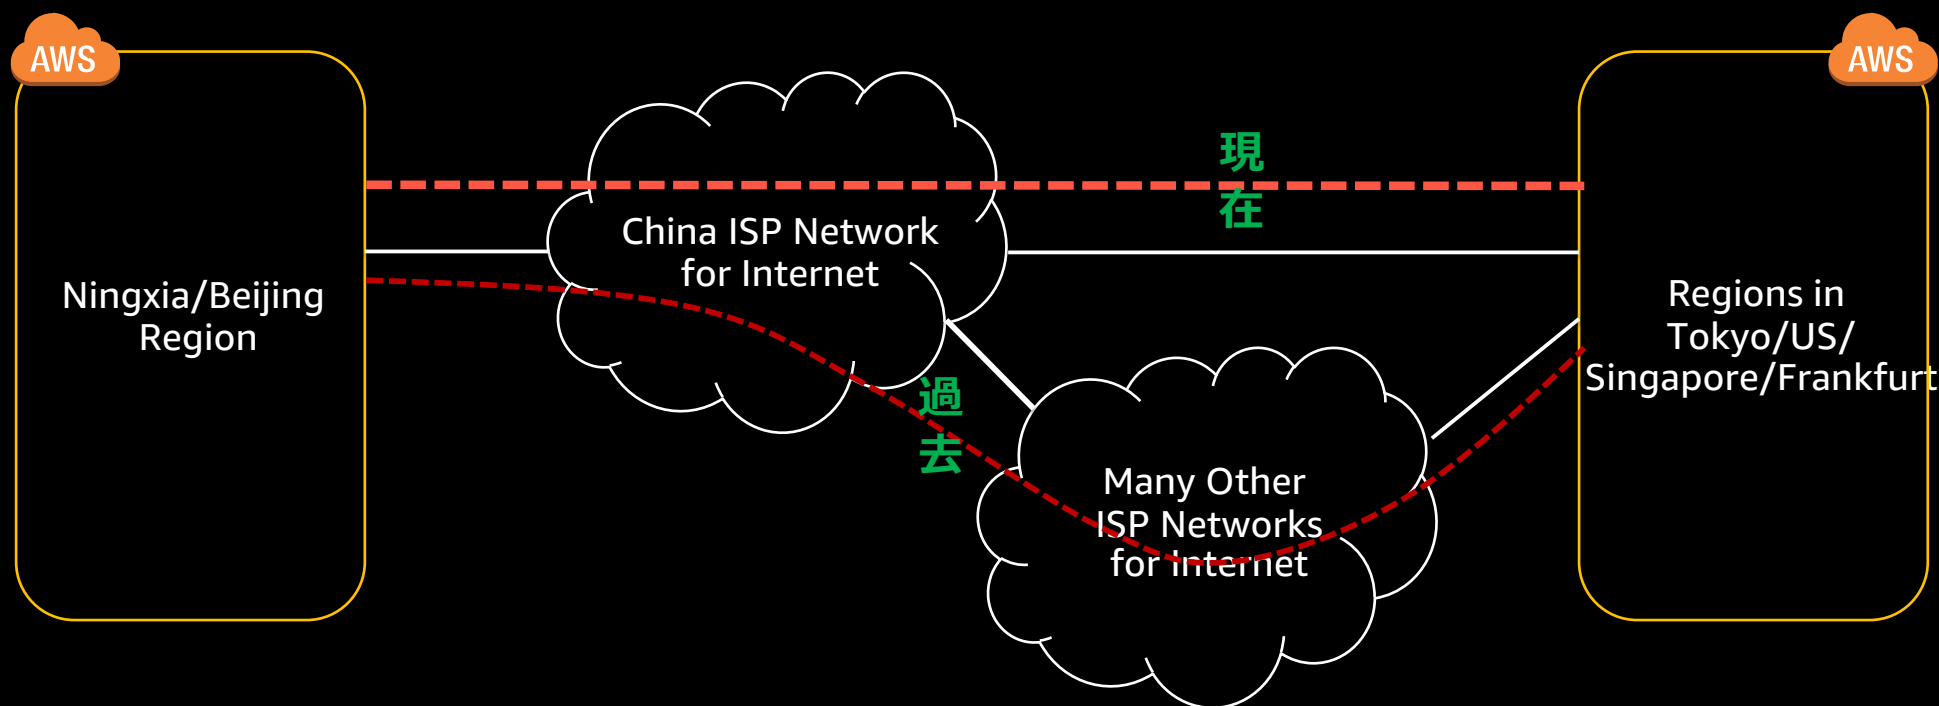 AWS
AWS
現
在
China ISP Network
for Internet
Ningxia/Beijing
Region
Regions in
Tokyo/US/
Singapore/Frankfurt
過
去
Many Other
ISP Networks
for Internet